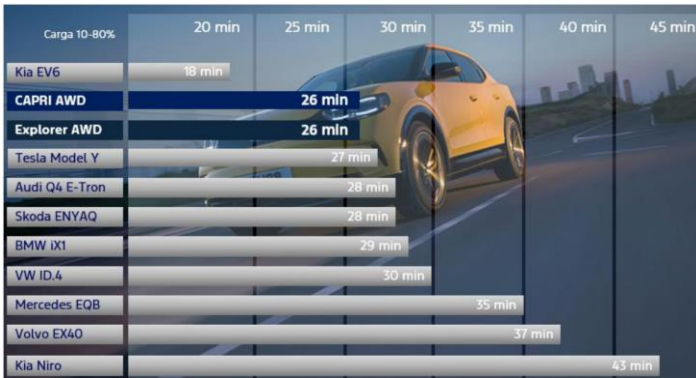 Carga 10-80% 20 min 25 min 30 min 35 min 40 min 45 min
Kia EV6 18 min
CAPRI AWD 26 min
Explorer AWD 26 min
Tesla Model Y 27 min
Audi Q4 E-Tron 28 min
Skoda ENYAQ 28 min
BMW iX1 29 min
VW ID.4 30 min
Mercedes EQB 35 min
Volvo EX40 37 min
Kia Niro 43 min